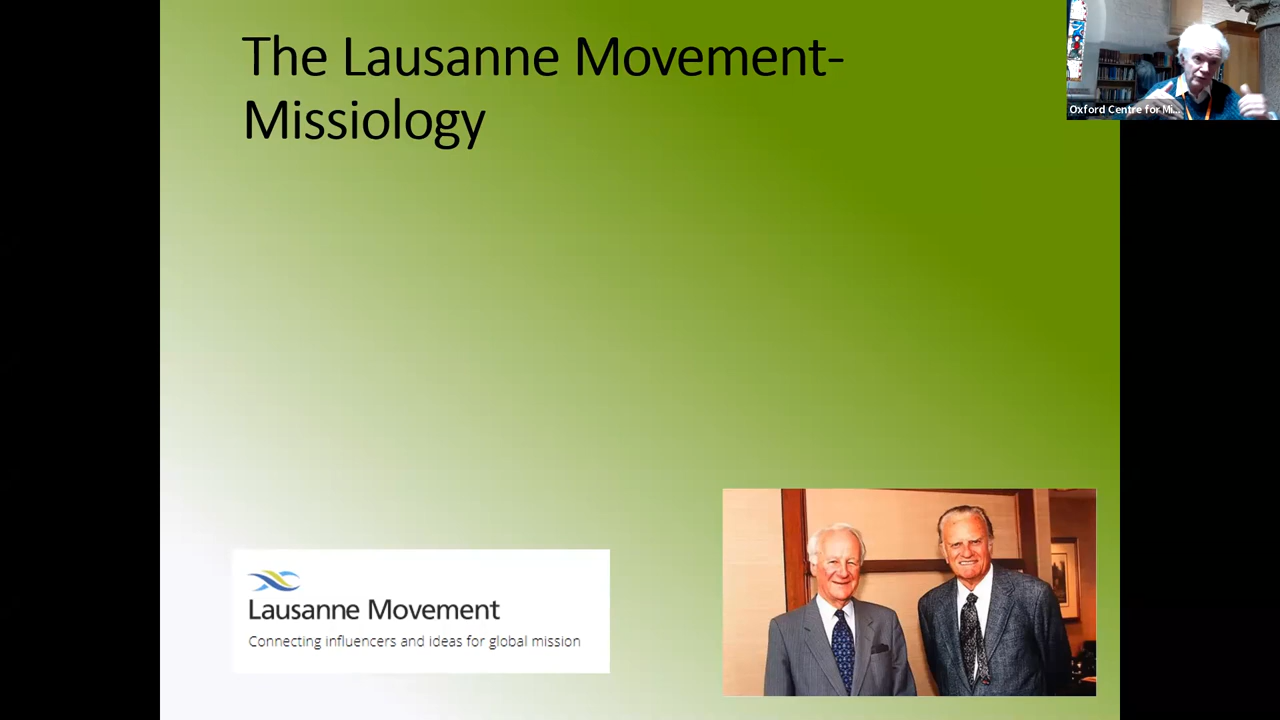 The Lausanne Movement-
Missiology
Oxford Centre for Mi...
Lausanne Movement
Connecting influencers and ideas for global mission